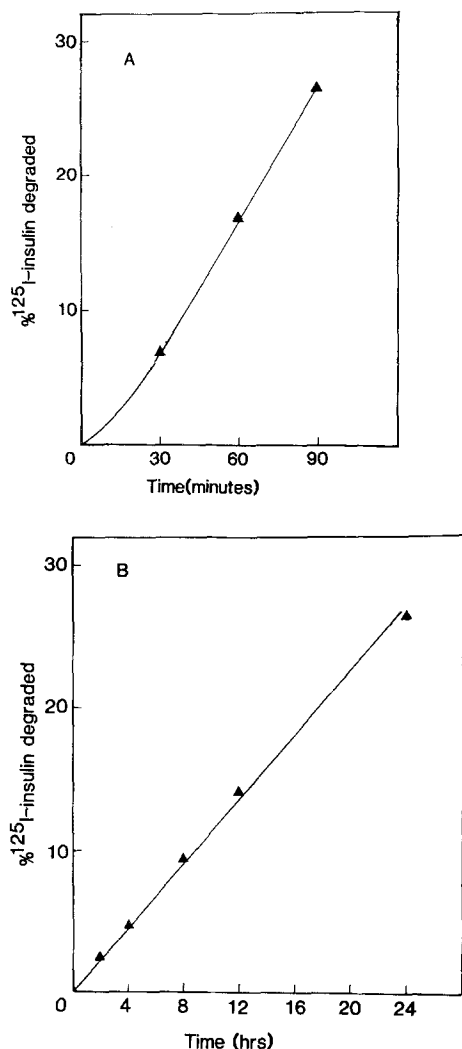 A
30
20
10
0
30 60 90
Time(minutes)
%¹²⁵I-insulin degraded
B
30
20
10
0
4 8 12 16 20 24
Time (hrs)
%¹²⁵I-insulin degraded